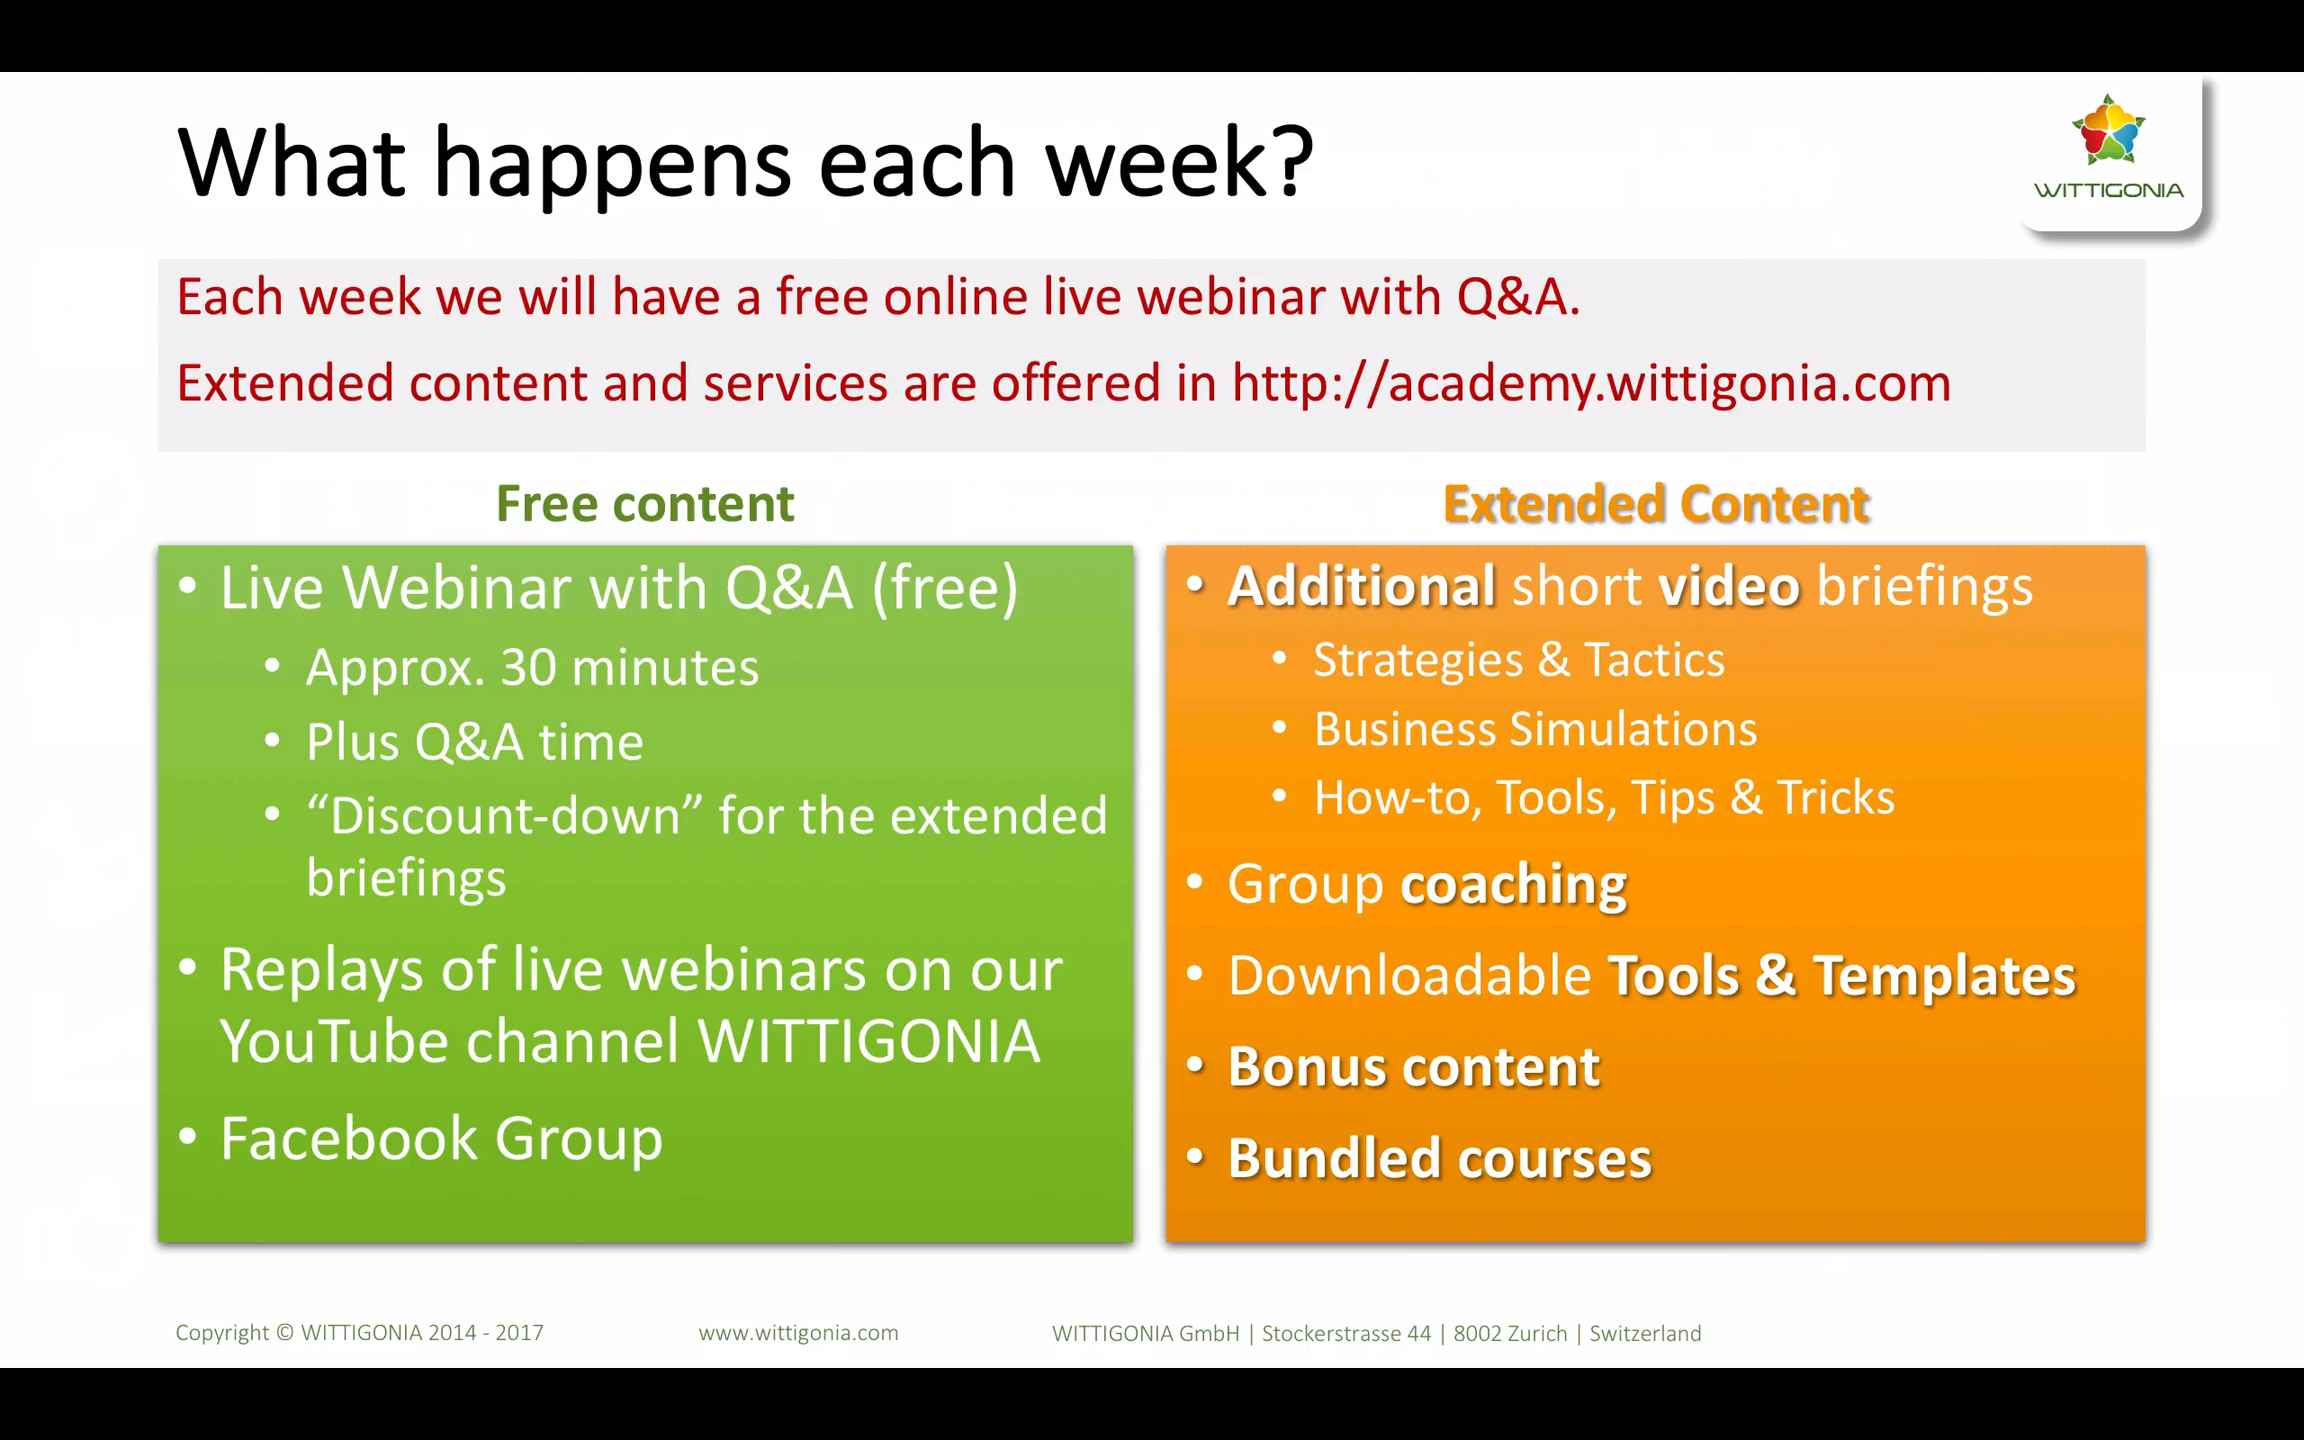 What happens each week?
WITTIGONIA
Each week we will have a free online live webinar with Q&A.
Extended content and services are offered in http://academy.wittigonia.com
Free content
• Live Webinar with Q&A (free)
• Approx. 30 minutes
• Plus Q&A time
• “Discount-down” for the extended
briefings
• Replays of live webinars on our
YouTube channel WITTIGONIA
• Facebook Group
Extended Content
• Additional short video briefings
• Strategies & Tactics
• Business Simulations
• How-to, Tools, Tips & Tricks
• Group coaching
• Downloadable Tools & Templates
• Bonus content
• Bundled courses
Copyright © WITTIGONIA 2014 - 2017
www.wittigonia.com
WITTIGONIA GmbH | Stockerstrasse 44 | 8002 Zurich | Switzerland